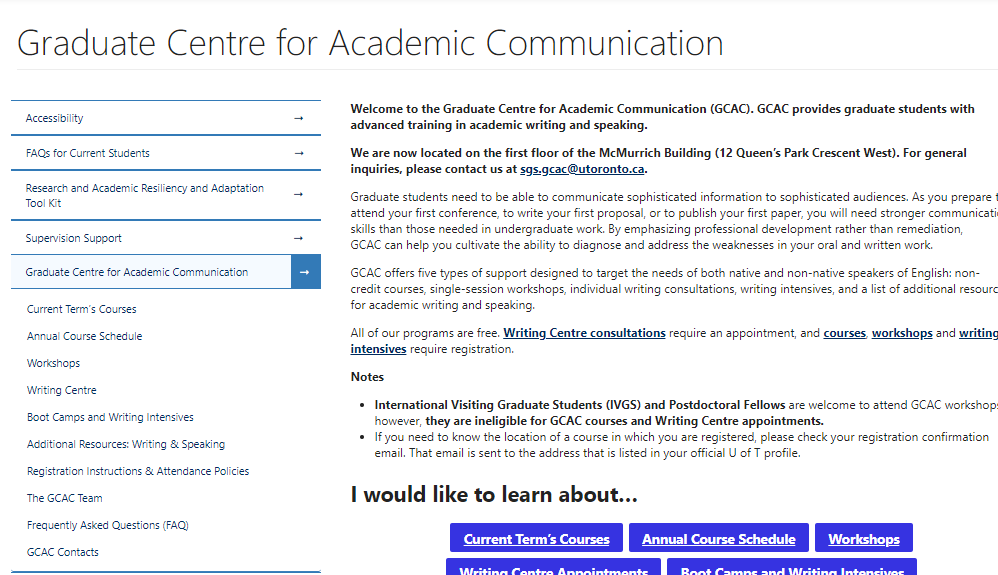 Graduate Centre for Academic Communication
Accessibility →
FAQs for Current Students →
Research and Academic Resiliency and Adaptation
Tool Kit →
Supervision Support →
Graduate Centre for Academic Communication →
Current Term's Courses
Annual Course Schedule
Workshops
Writing Centre
Boot Camps and Writing Intensives
Additional Resources: Writing & Speaking
Registration Instructions & Attendance Policies
The GCAC Team
Frequently Asked Questions (FAQ)
GCAC Contacts
Welcome to the Graduate Centre for Academic Communication (GCAC). GCAC provides graduate students with
advanced training in academic writing and speaking.
We are now located on the first floor of the McMurrich Building (12 Queen's Park Crescent West). For general
inquiries, please contact us at sgs.gcac@utoronto.ca.
Graduate students need to be able to communicate sophisticated information to sophisticated audiences. As you prepare
attend your first conference, to write your first proposal, or to publish your first paper, you will need stronger
skills than those needed in undergraduate work. By emphasizing professional development rather than remediation,
GCAC can help you cultivate the ability to diagnose and address the weaknesses in your oral and written work.
GCAC offers five types of support designed to target the needs of both native and non-native speakers of English: non-
credit courses, single-session workshops, individual writing consultations, writing intensives, and a list of additional
for academic writing and speaking.
All of our programs are free. Writing Centre consultations require an appointment, and courses, workshops and writing
intensives require registration.
Notes
• International Visiting Graduate Students (IVGS) and Postdoctoral Fellows are welcome to attend GCAC workshops
however, they are ineligible for GCAC courses and Writing Centre appointments.
• If you need to know the location of a course in which you are registered, please check your registration confirmation
email. That email is sent to the address that is listed in your official U of T profile.
I would like to learn about…
Current Term's Courses Annual Course Schedule Workshops
Writing Centre Appointments Boot Camps and Writing Intensives